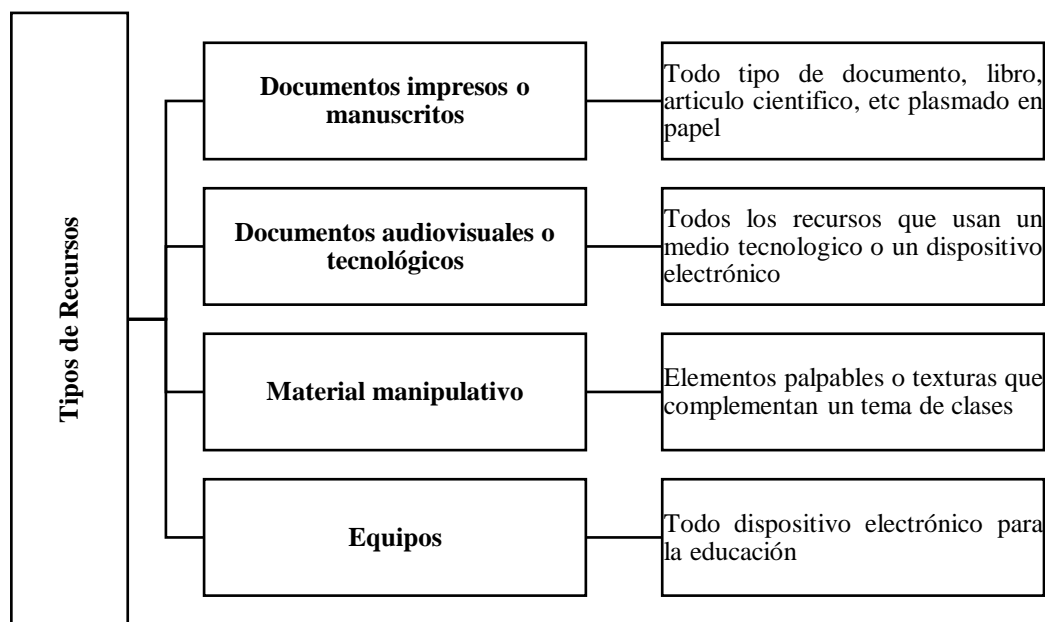 Tipos de Recursos
Documentos impresos o
manuscritos
Todo tipo de documento, libro,
articulo cientifico, etc plasmado en
papel
Documentos audiovisuales o
tecnológicos
Todos los recursos que usan un
medio tecnologico o un dispositivo
electrónico
Material manipulativo
Elementos palpables o texturas que
complementan un tema de clases
Equipos
Todo dispositivo electrónico para
la educación